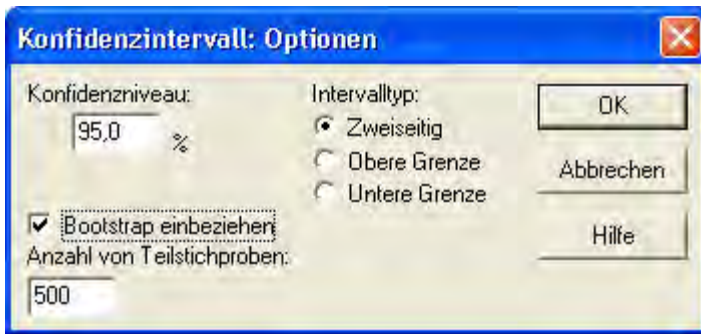 Konfidenzintervall: Optionen
Konfidenzniveau:
95,0 %
Intervalltyp:
Zweiseitig
Obere Grenze
Untere Grenze
Bootstrap einbeziehen
Anzahl von Teilstichproben:
500
OK
Abbrechen
Hilfe